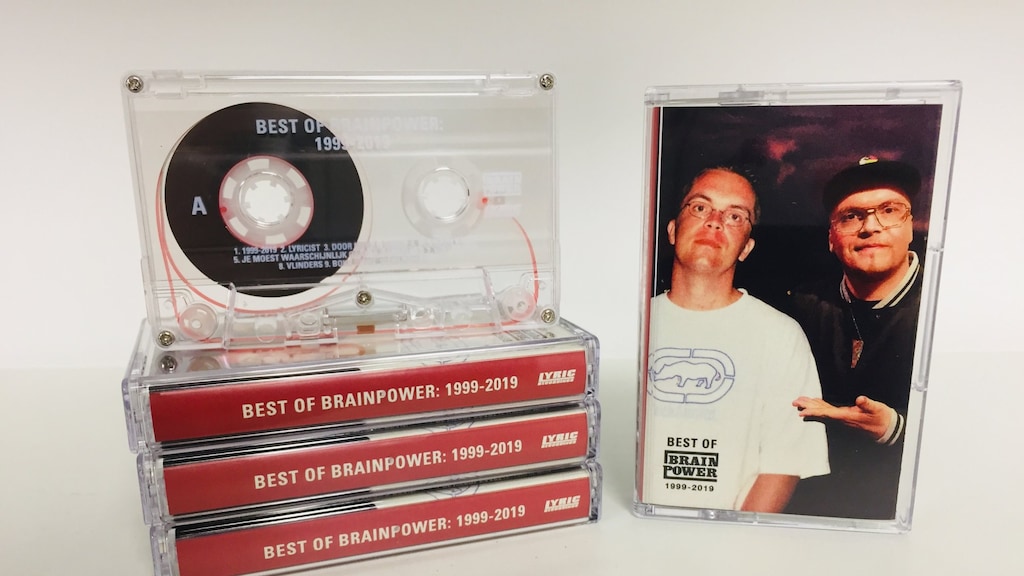 BEST OF BRAINPOWER:
1999-2019
A
1. 1999-2019 2. LYRICIST 3. DOOR
5. JE MOEST WAARSCHIJNLIJK
8. VLINDERS 9.
BEST OF BRAINPOWER: 1999-2019
LYRIC
BEST OF BRAINPOWER: 1999-2019
LYRIC
BEST OF BRAINPOWER: 1999-2019
LYRIC
BEST OF
BRAIN
POWER
1999-2019